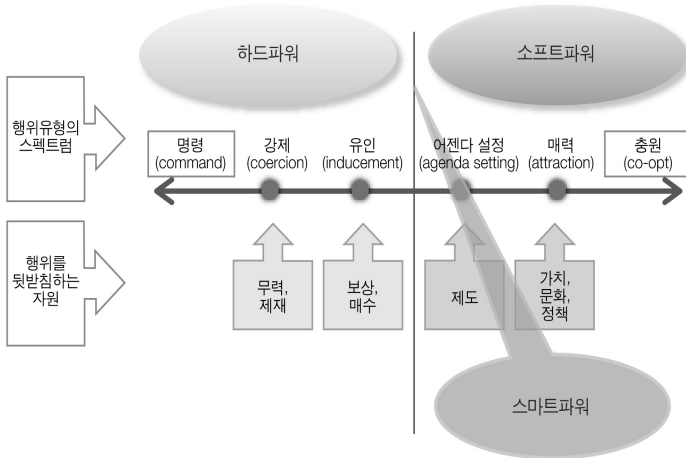 하드파워
소프트파워
행위유형의
스펙트럼
명령
(command)
강제
(coercion)
유인
(inducement)
어젠다 설정
(agenda setting)
매력
(attraction)
충원
(co-opt)
행위를
뒷받침하는
자원
무력,
제재
보상,
매수
제도
가치,
문화,
정책
스마트파워